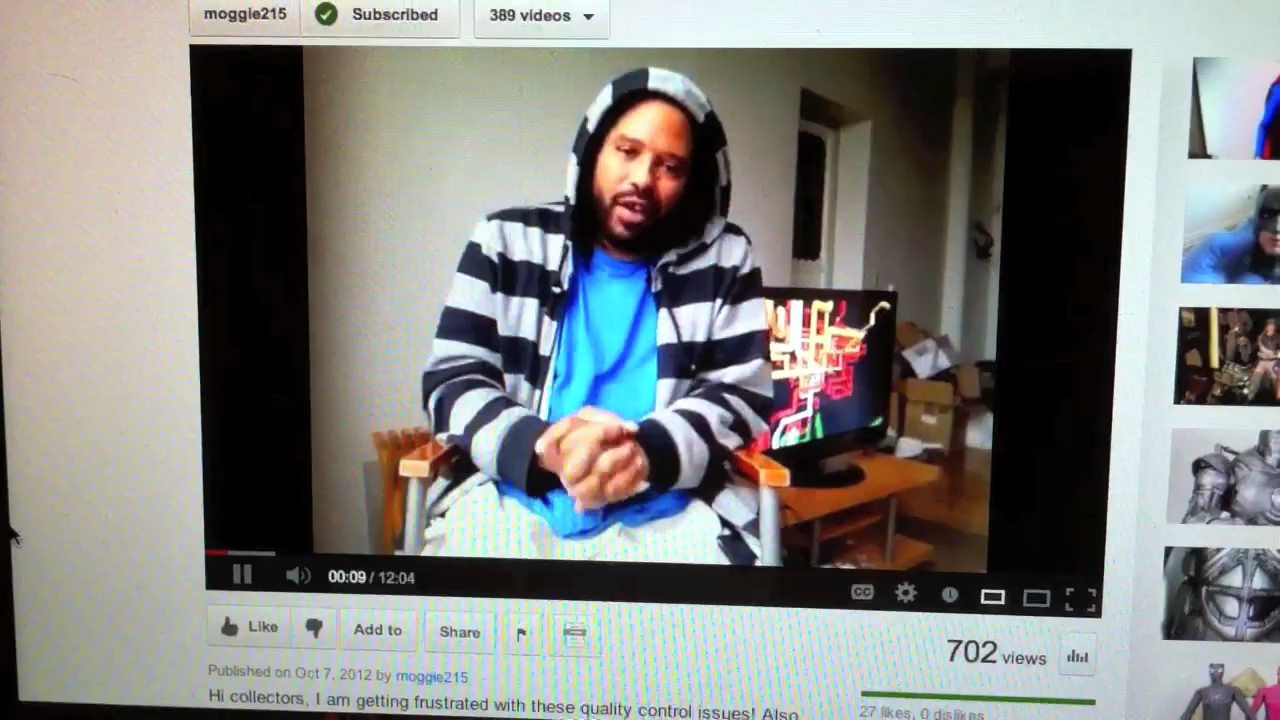 moggie215 Subscribed 389 videos
00:09 / 12:04 CC
Like Add to Share
702 views
Published on Oct 7, 2012 by moggie215
Hi collectors, I am getting frustrated with these quality control issues! Also
27 likes, 0 dislikes